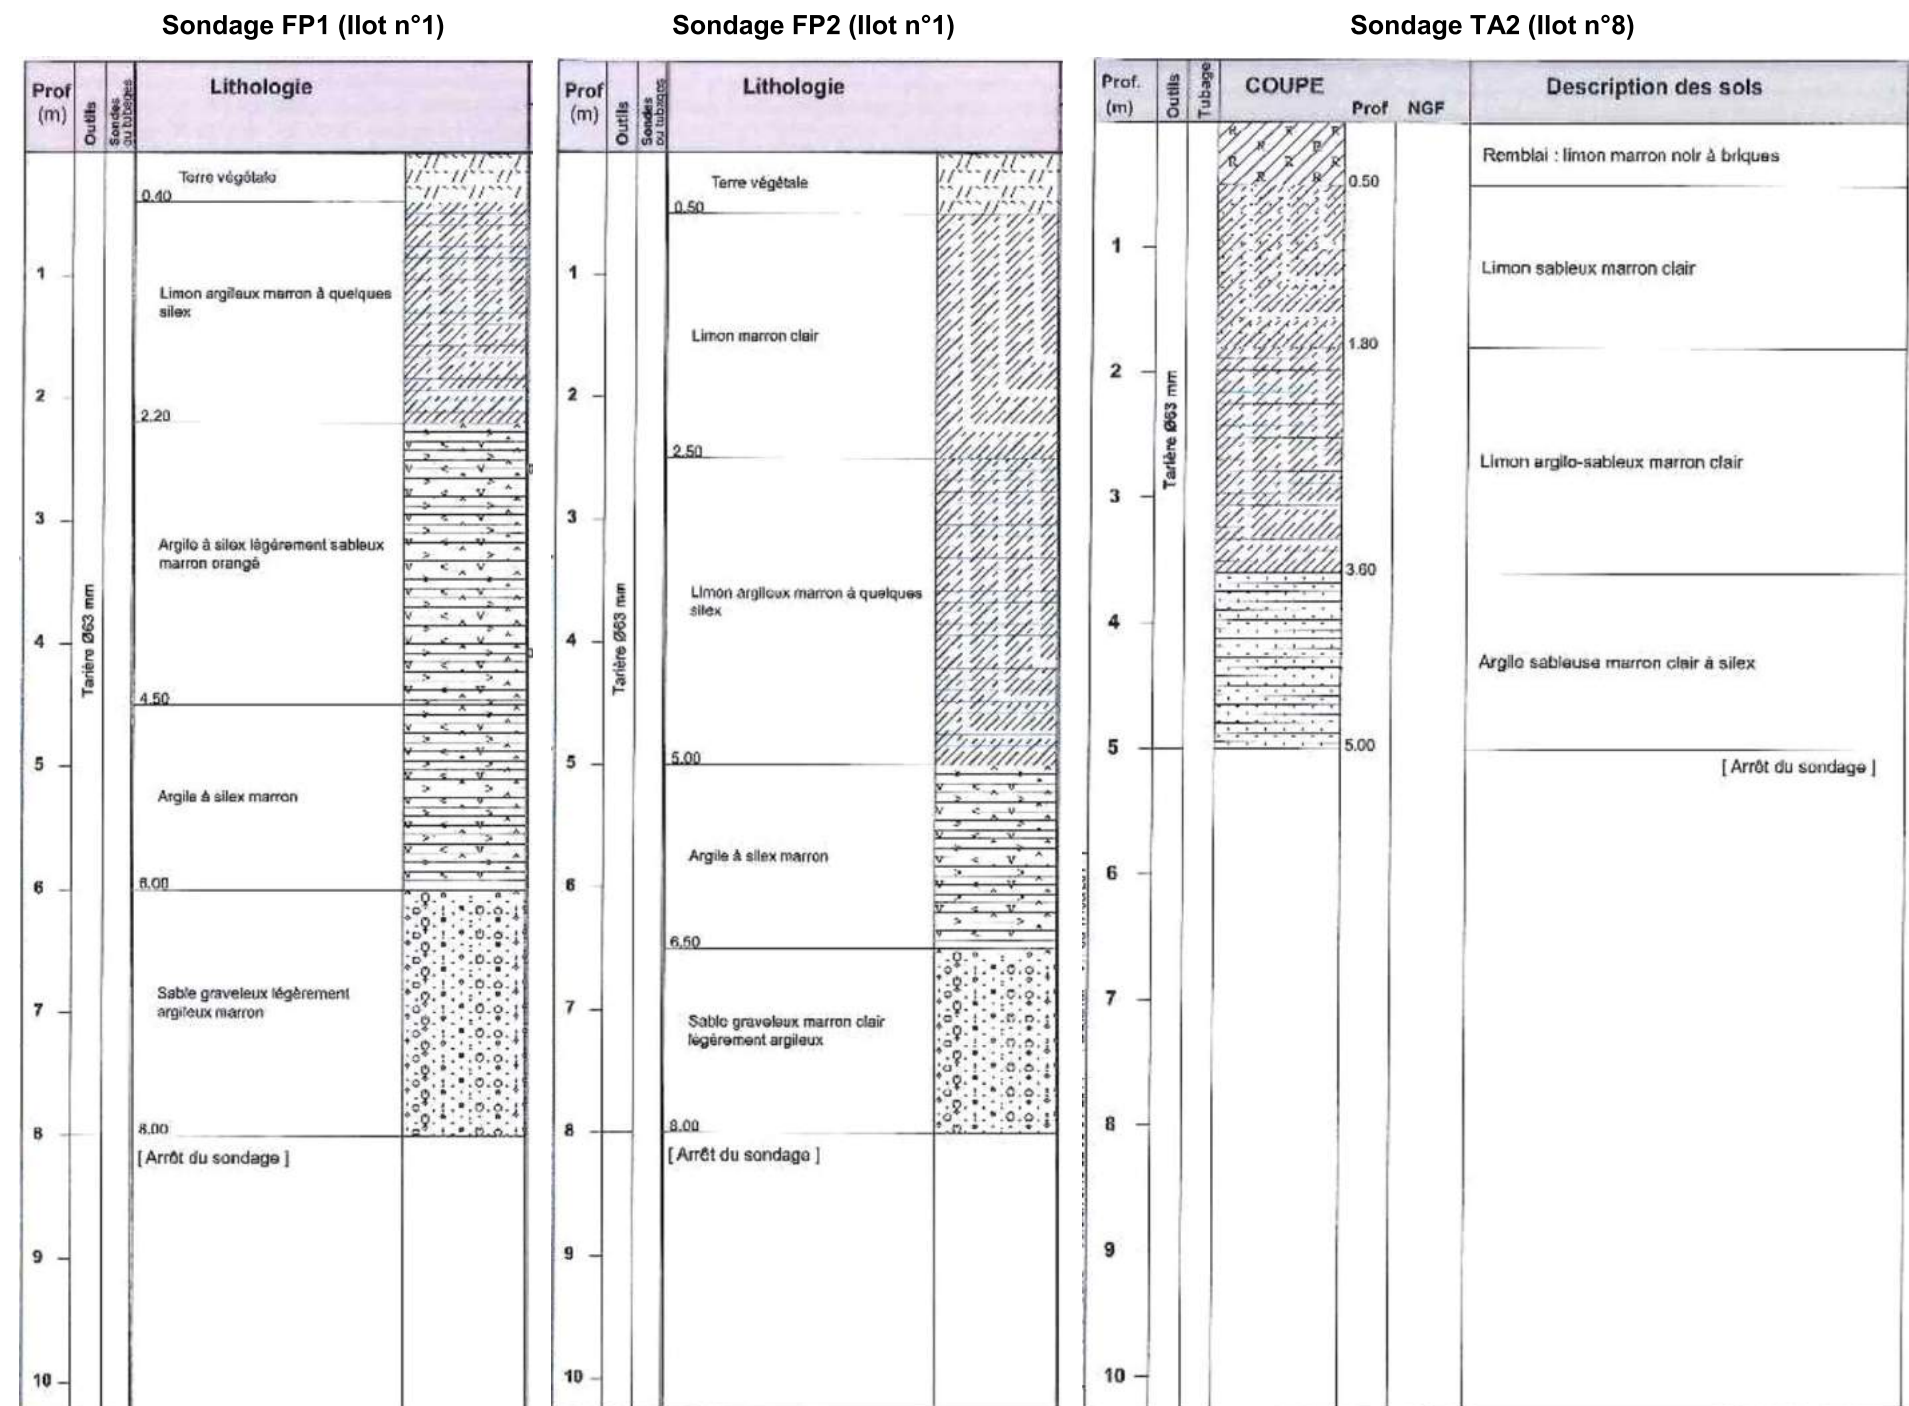 Sondage FP1 (Ilot n°1)
Prof
(m)
Outils
Sondes
ou tubages
Lithologie
Terre végétale
0.40
1
Limon argileux marron à quelques
silex
2
2.20
3
Argile à silex légèrement sableux
marron orangé
Tarière Ø63 mm
4
4.50
5
Argile à silex marron
6
6.00
Sable graveleux légèrement
argileux marron
7
8
8.00
[ Arrêt du sondage ]
9
10
Sondage FP2 (Ilot n°1)
Prof
(m)
Outils
Sondes
ou tubages
Lithologie
Terre végétale
0.50
1
Limon marron clair
2
2.50
3
Limon argileux marron à quelques
silex
Tarière Ø63 mm
4
5
5.00
Argile à silex marron
6
6.50
7
Sable graveleux marron clair
légèrement argileux
8
8.00
[ Arrêt du sondage ]
9
10
Sondage TA2 (Ilot n°8)
Prof.
(m)
Outils
Tubage
COUPE
Prof
NGF
Description des sols
R R R
R R
R R R
R R
Remblai : limon marron noir à briques
0.50
1
Limon sableux marron clair
1.80
2
Tarière Ø63 mm
Limon argilo-sableux marron clair
3
3.60
4
Argile sableuse marron clair à silex
5
5.00
[ Arrêt du sondage ]
6
7
8
9
10